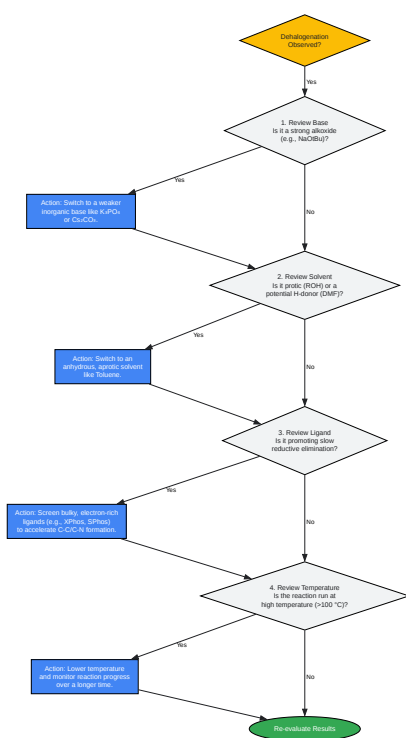 Dehalogenation
Observed?
Yes
1. Review Base
Is it a strong alkoxide
(e.g., NaOtBu)?
Yes
No
Action: Switch to a weaker
inorganic base like K₃PO₄
or Cs₂CO₃.
2. Review Solvent
Is it protic (ROH) or a
potential H-donor (DMF)?
Yes
No
Action: Switch to an
anhydrous, aprotic solvent
like Toluene.
3. Review Ligand
Is it promoting slow
reductive elimination?
Yes
No
Action: Screen bulky, electron-rich
ligands (e.g., XPhos, SPhos)
to accelerate C-C/C-N formation.
4. Review Temperature
Is the reaction run at
high temperature (>100 °C)?
Yes
No
Action: Lower temperature
and monitor reaction progress
over a longer time.
Re-evaluate Results